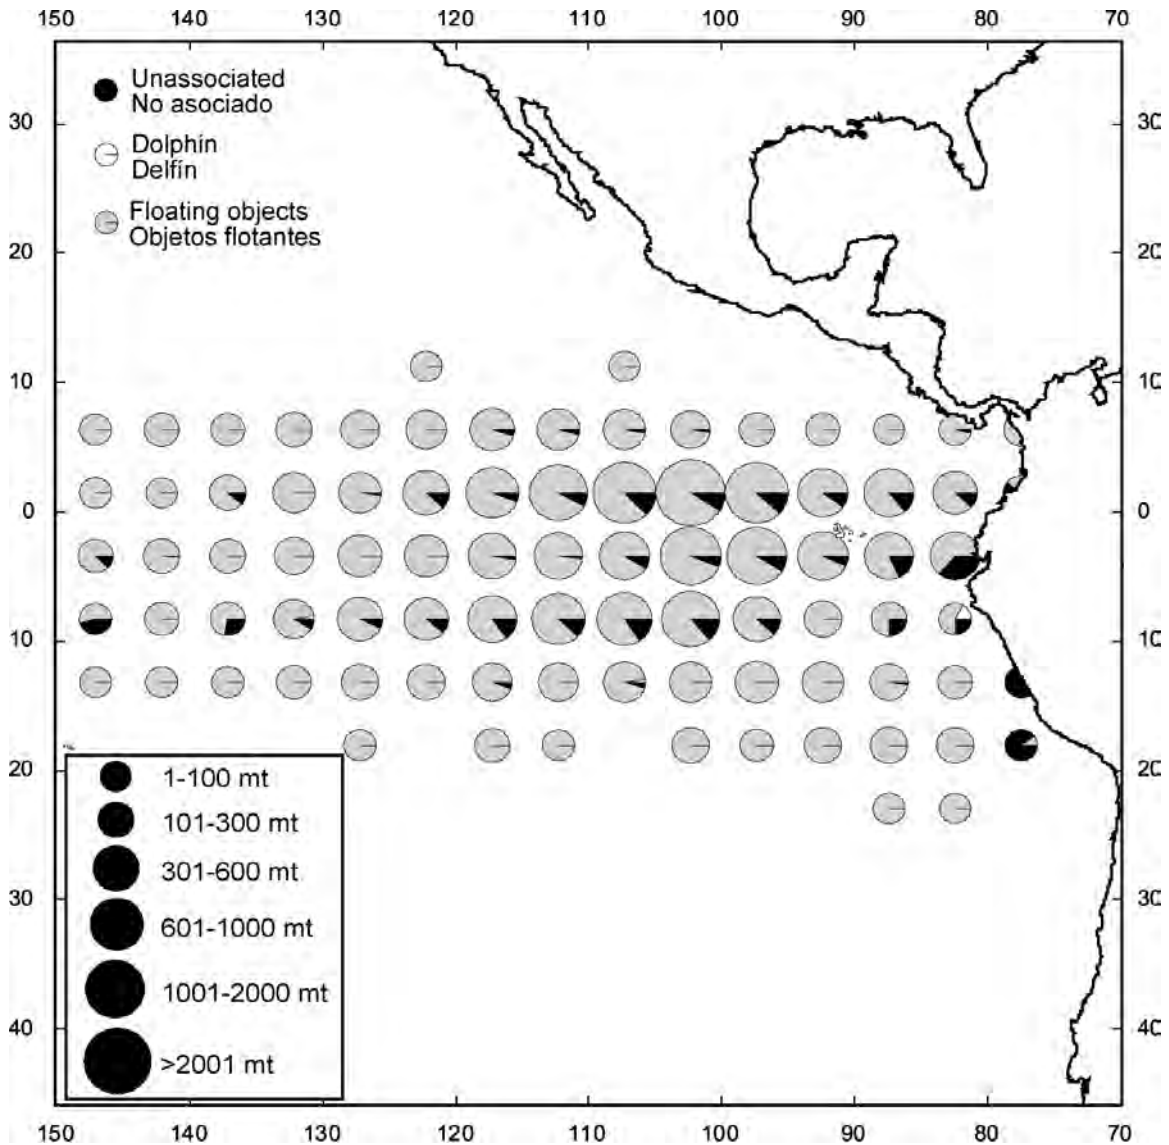 150 140 130 120 110 100 90 80 70
Unassociated
No asociado
Dolphin
Delfín
Floating objects
Objetos flotantes
30 30
20 20
10 10
0 0
10 10
20 20
30 30
40 40
1-100 mt
101-300 mt
301-600 mt
601-1000 mt
1001-2000 mt
>2001 mt
150 140 130 120 110 100 90 80 70